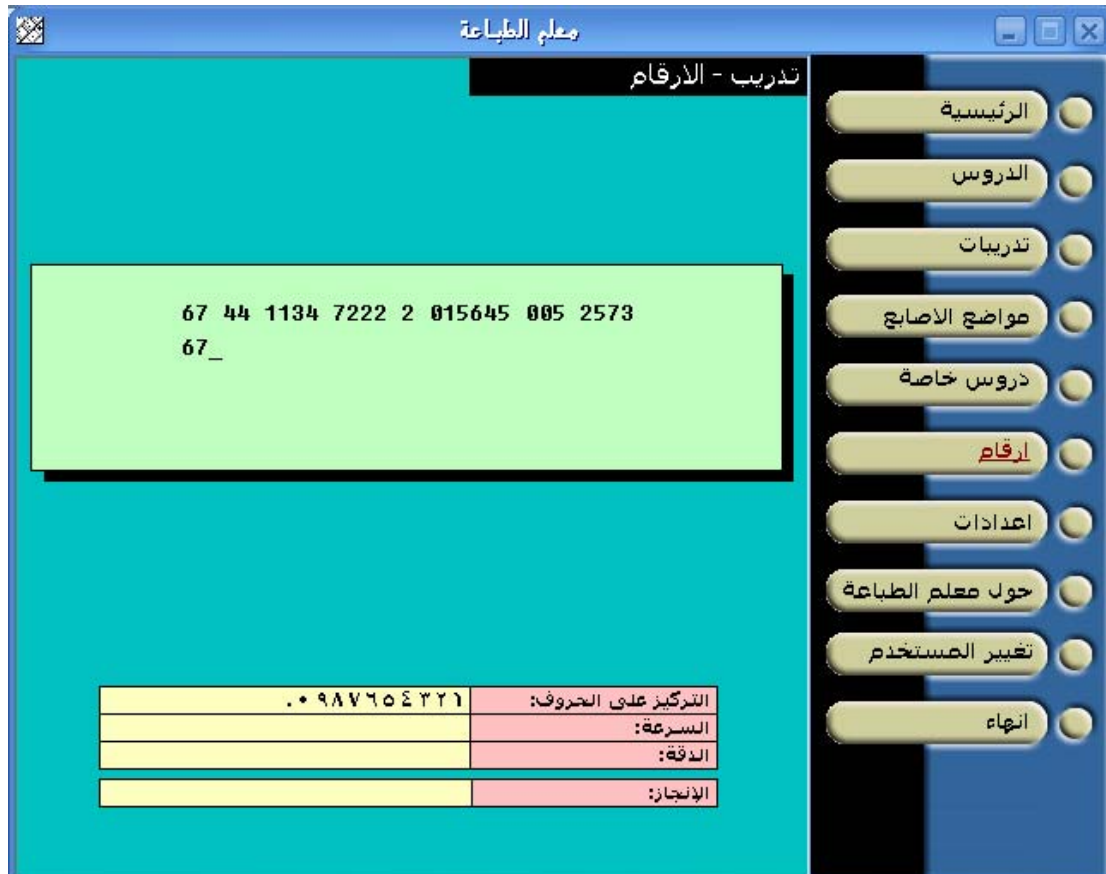 معلم الطباعة
تدريب - الارقام
الرئيسية
الدروس
تدريبات
مواضع الاصابع
دروس خاصة
ارقام
اعدادات
حول معلم الطباعة
تغيير المستخدم
انهاء
67 44 1134 7222 2 015645 005 2573
67_
التركيز على الحروف: ١٢٣٤٥٦٧٨٩٠.
السرعة:
الدقة:
الإنجاز: